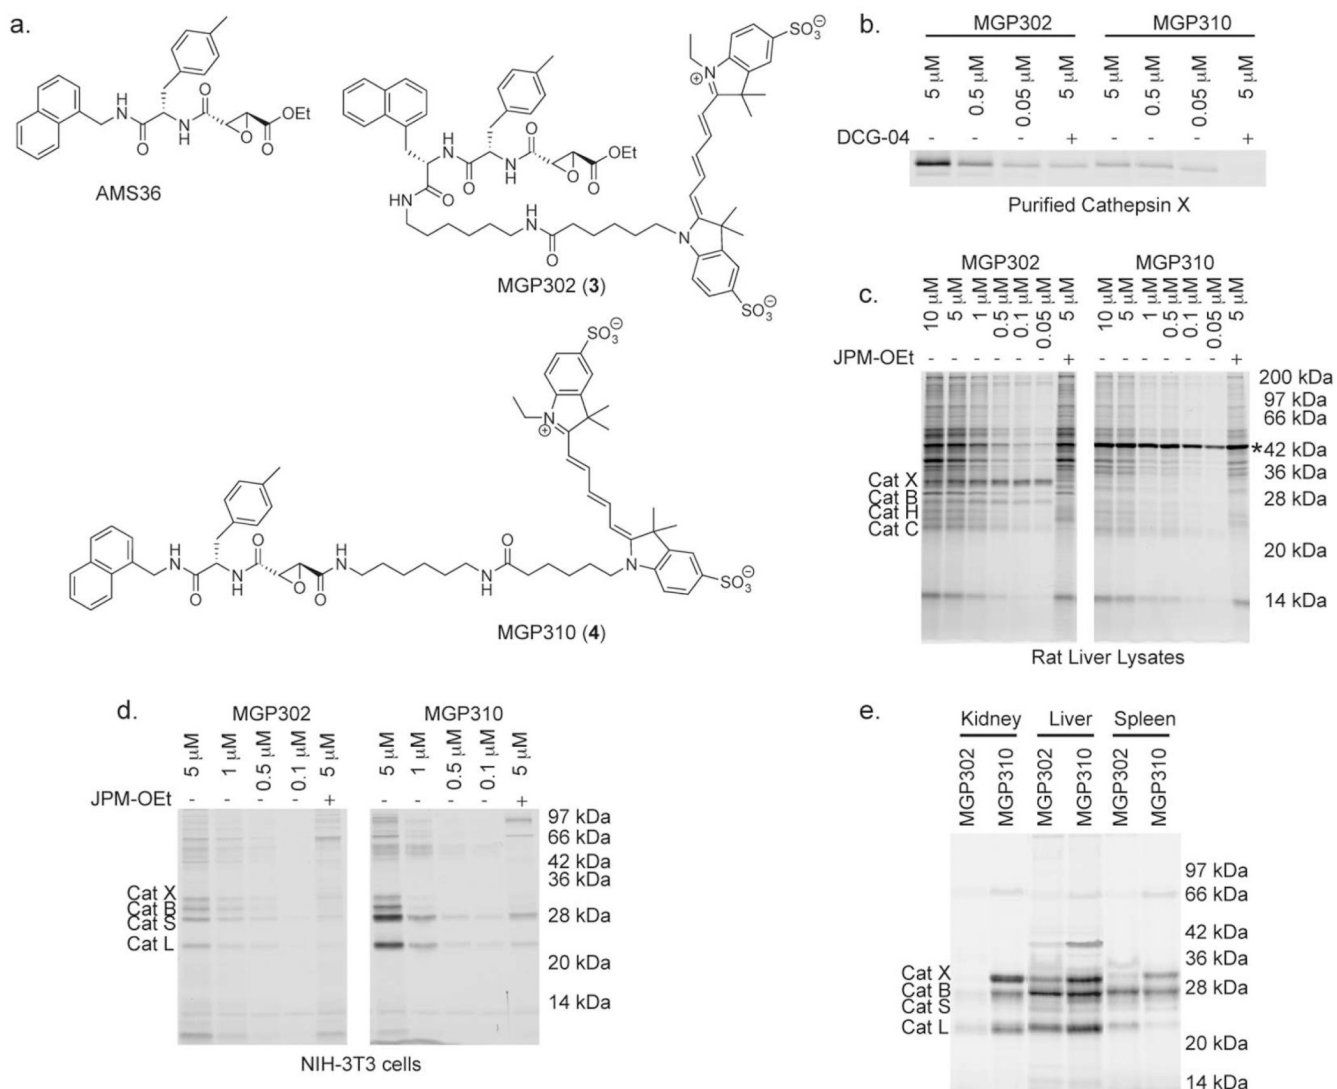 a.
AMS36
MGP302 (3)
MGP310 (4)
b.
MGP302 MGP310
5 μM 0.5 μM 0.05 μM 5 μM 5 μM 0.5 μM 0.05 μM 5 μM
DCG-04 - - - + - - - +
Purified Cathepsin X
c.
MGP302 MGP310
10 μM 5 μM 1 μM 0.5 μM 0.1 μM 0.05 μM 5 μM 10 μM 5 μM 1 μM 0.5 μM 0.1 μM 0.05 μM 5 μM
JPM-OEt - - - - - - + - - - - - - +
200 kDa
97 kDa
66 kDa
*42 kDa
36 kDa
Cat X
Cat B 28 kDa
Cat H
Cat C
20 kDa
14 kDa
Rat Liver Lysates
d.
MGP302 MGP310
5 μM 1 μM 0.5 μM 0.1 μM 5 μM 5 μM 1 μM 0.5 μM 0.1 μM 5 μM
JPM-OEt - - - - + - - - - +
97 kDa
66 kDa
42 kDa
36 kDa
Cat X
Cat B
Cat S 28 kDa
Cat L
20 kDa
14 kDa
NIH-3T3 cells
e.
Kidney Liver Spleen
MGP302 MGP310 MGP302 MGP310 MGP302 MGP310
97 kDa
66 kDa
42 kDa
36 kDa
Cat X
Cat B 28 kDa
Cat S
Cat L
20 kDa
14 kDa